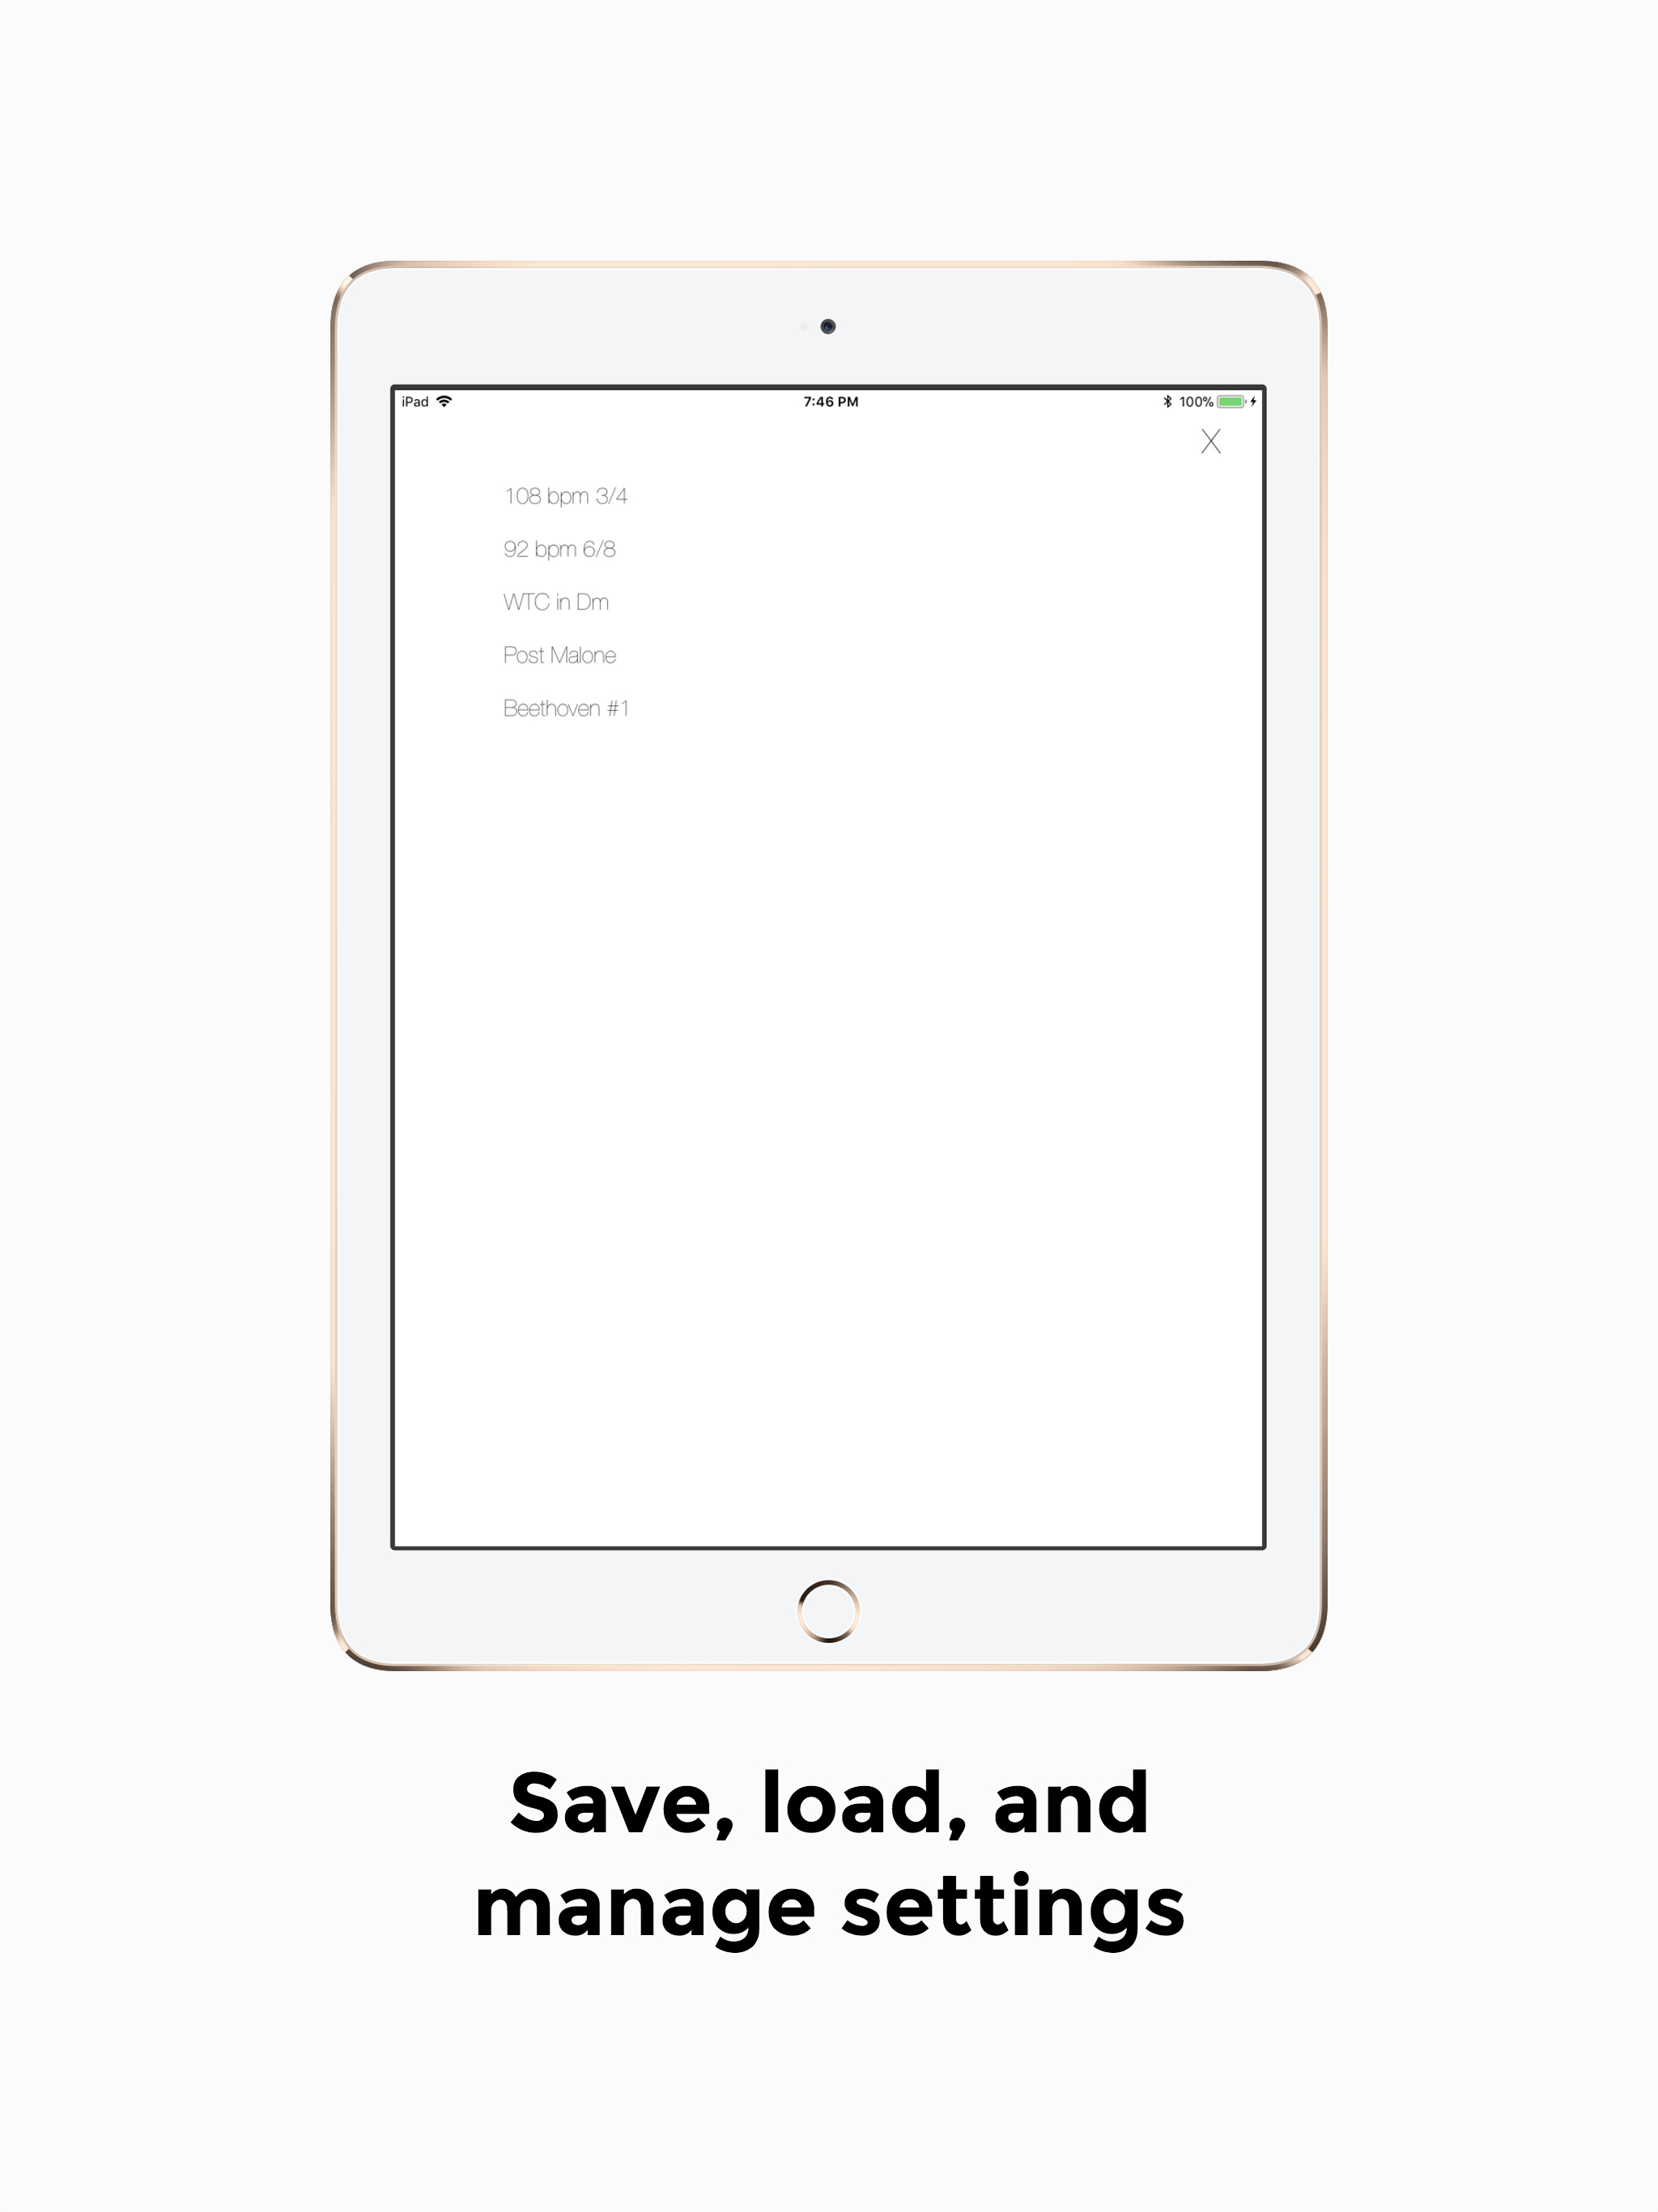 iPad 7:46 PM 100%
X
108 bpm 3/4
92 bpm 6/8
WTC in Dm
Post Malone
Beethoven #1
Save, load, and
manage settings